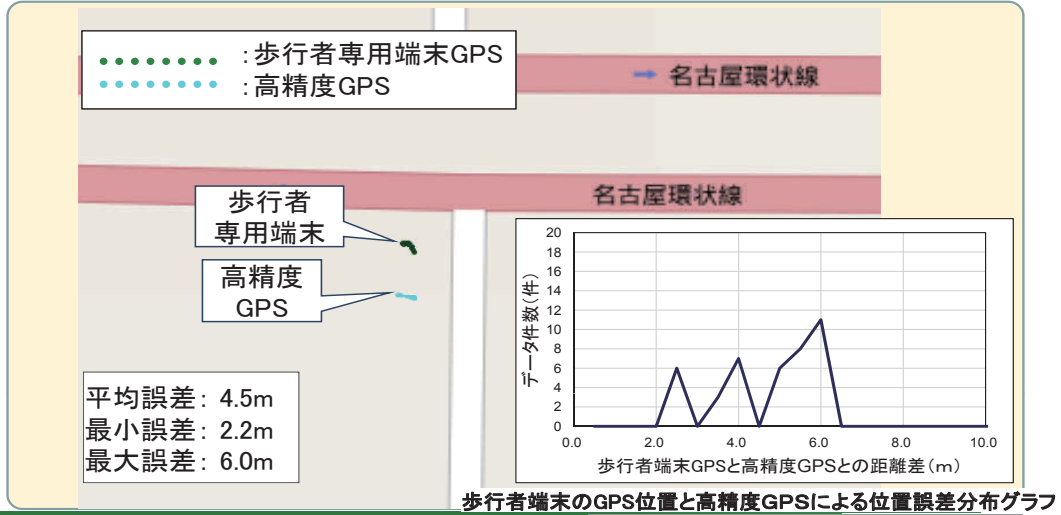 :歩行者専用端末GPS
:高精度GPS
名古屋環状線
名古屋環状線
歩行者
専用端末
高精度
GPS
平均誤差: 4.5m
最小誤差: 2.2m
最大誤差: 6.0m
データ件数(件)
20
18
16
14
12
10
8
6
4
2
0
0.0 2.0 4.0 6.0 8.0 10.0
歩行者端末GPSと高精度GPSとの距離差(m)
歩行者端末のGPS位置と高精度GPSによる位置誤差分布グラフ